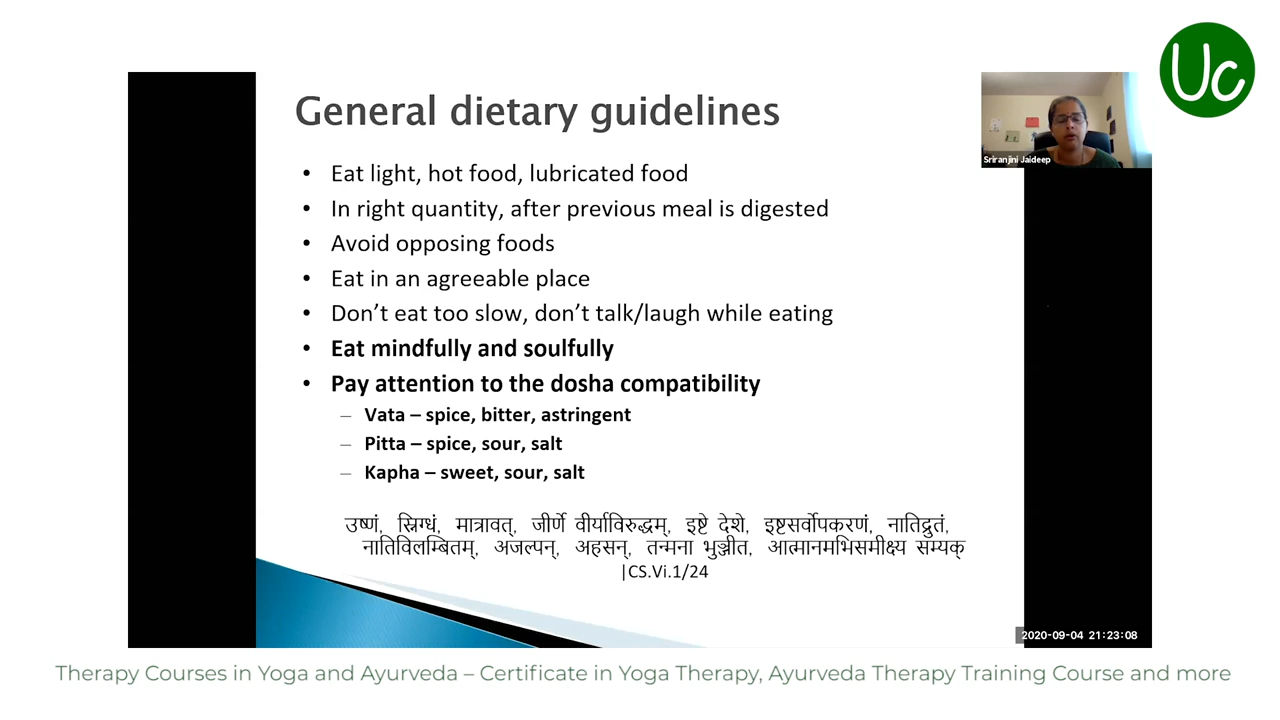 Uc
General dietary guidelines
Sriranjini Jaideep
• Eat light, hot food, lubricated food
• In right quantity, after previous meal is digested
• Avoid opposing foods
• Eat in an agreeable place
• Don’t eat too slow, don’t talk/laugh while eating
• Eat mindfully and soulfully
• Pay attention to the dosha compatibility
– Vata – spice, bitter, astringent
– Pitta – spice, sour, salt
– Kapha – sweet, sour, salt
उष्णं, स्निग्धं, मात्रावत्, जीर्णे वीर्याविरुद्धम्, इष्टे देशे, इष्टसर्वोपकरणं, नातिद्रुतं,
नातिविलम्बितम्, अजल्पन्, अहसन्, तन्मना भुञ्जीत, आत्मानमभिसमीक्ष्य सम्यक्
|CS.Vi.1/24
2020-09-04 21:23:08
Therapy Courses in Yoga and Ayurveda – Certificate in Yoga Therapy, Ayurveda Therapy Training Course and more